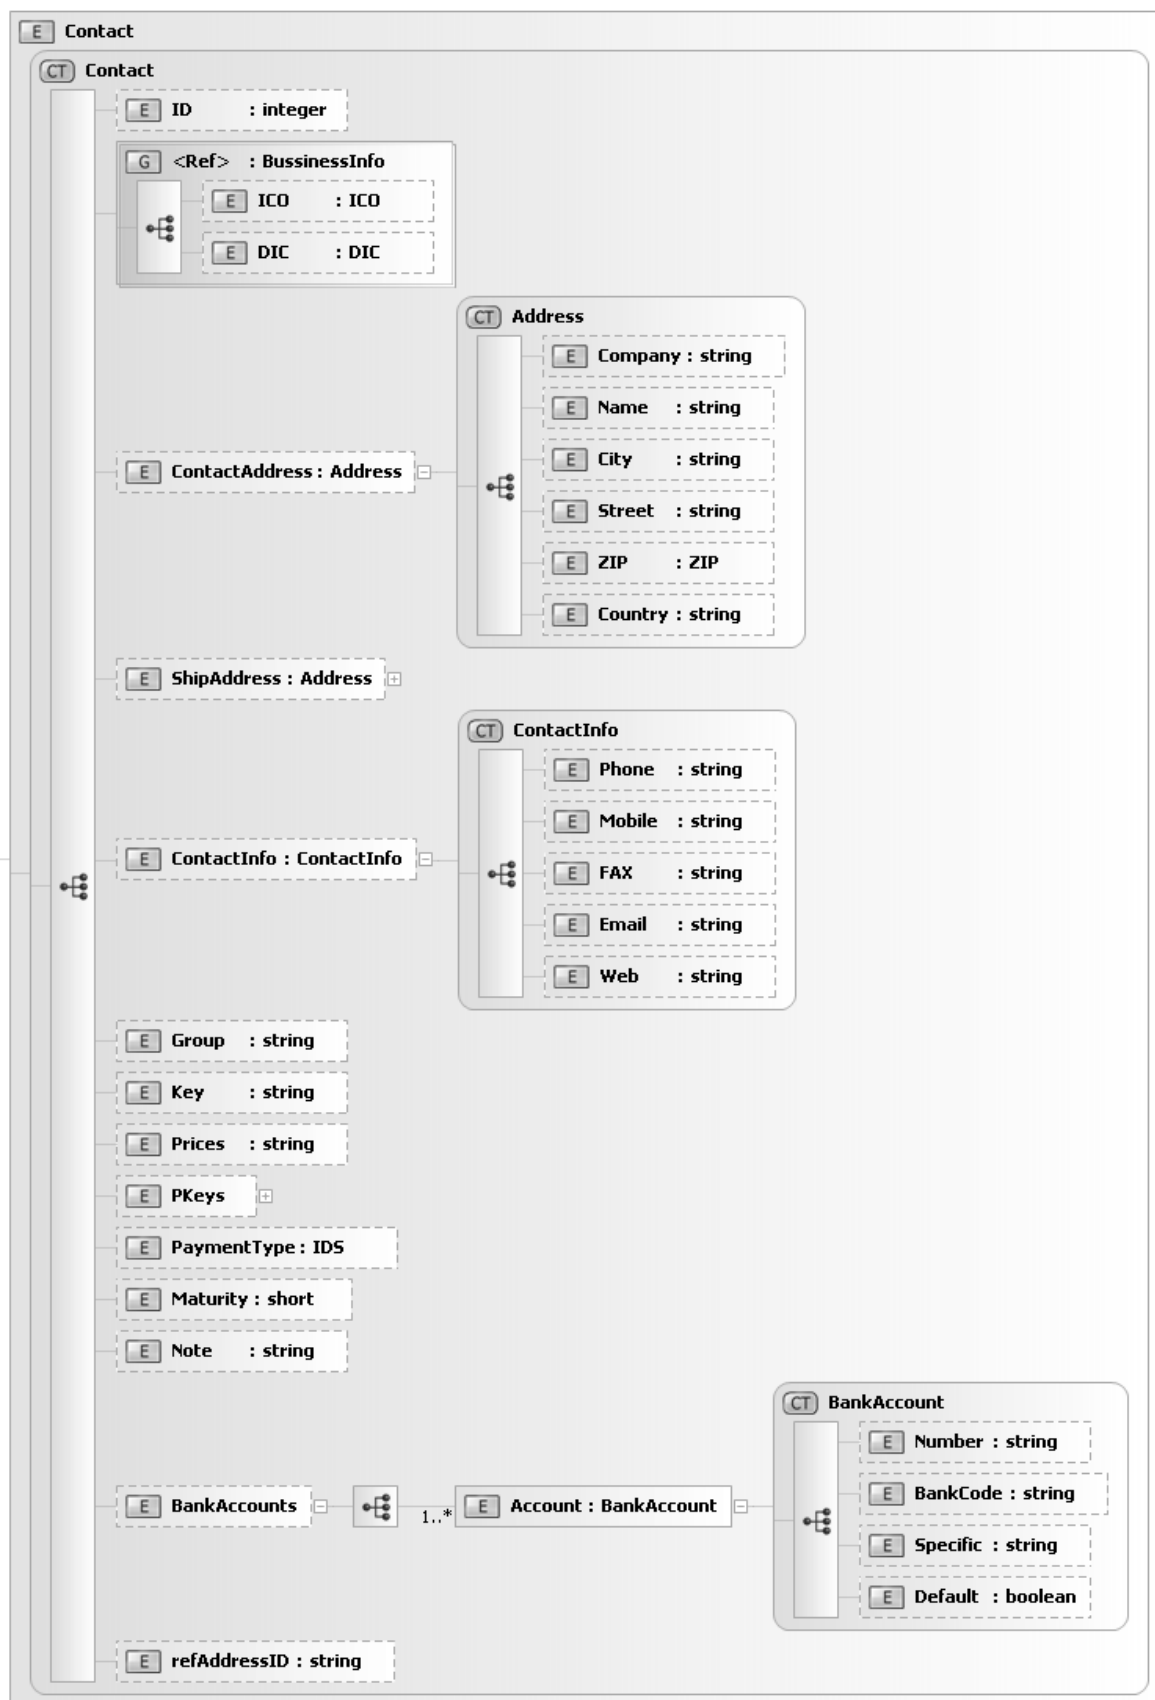 E Contact
CT Contact
E ID : integer
G <Ref> : BussinessInfo
E ICO : ICO
E DIC : DIC
CT Address
E Company : string
E Name : string
E City : string
E ContactAddress : Address
E Street : string
E ZIP : ZIP
E Country : string
E ShipAddress : Address
CT ContactInfo
E Phone : string
E Mobile : string
E ContactInfo : ContactInfo
E FAX : string
E Email : string
E Web : string
E Group : string
E Key : string
E Prices : string
E PKeys
E PaymentType : IDS
E Maturity : short
E Note : string
CT BankAccount
E Number : string
E BankCode : string
E BankAccounts 1..* E Account : BankAccount
E Specific : string
E Default : boolean
E refAddressID : string